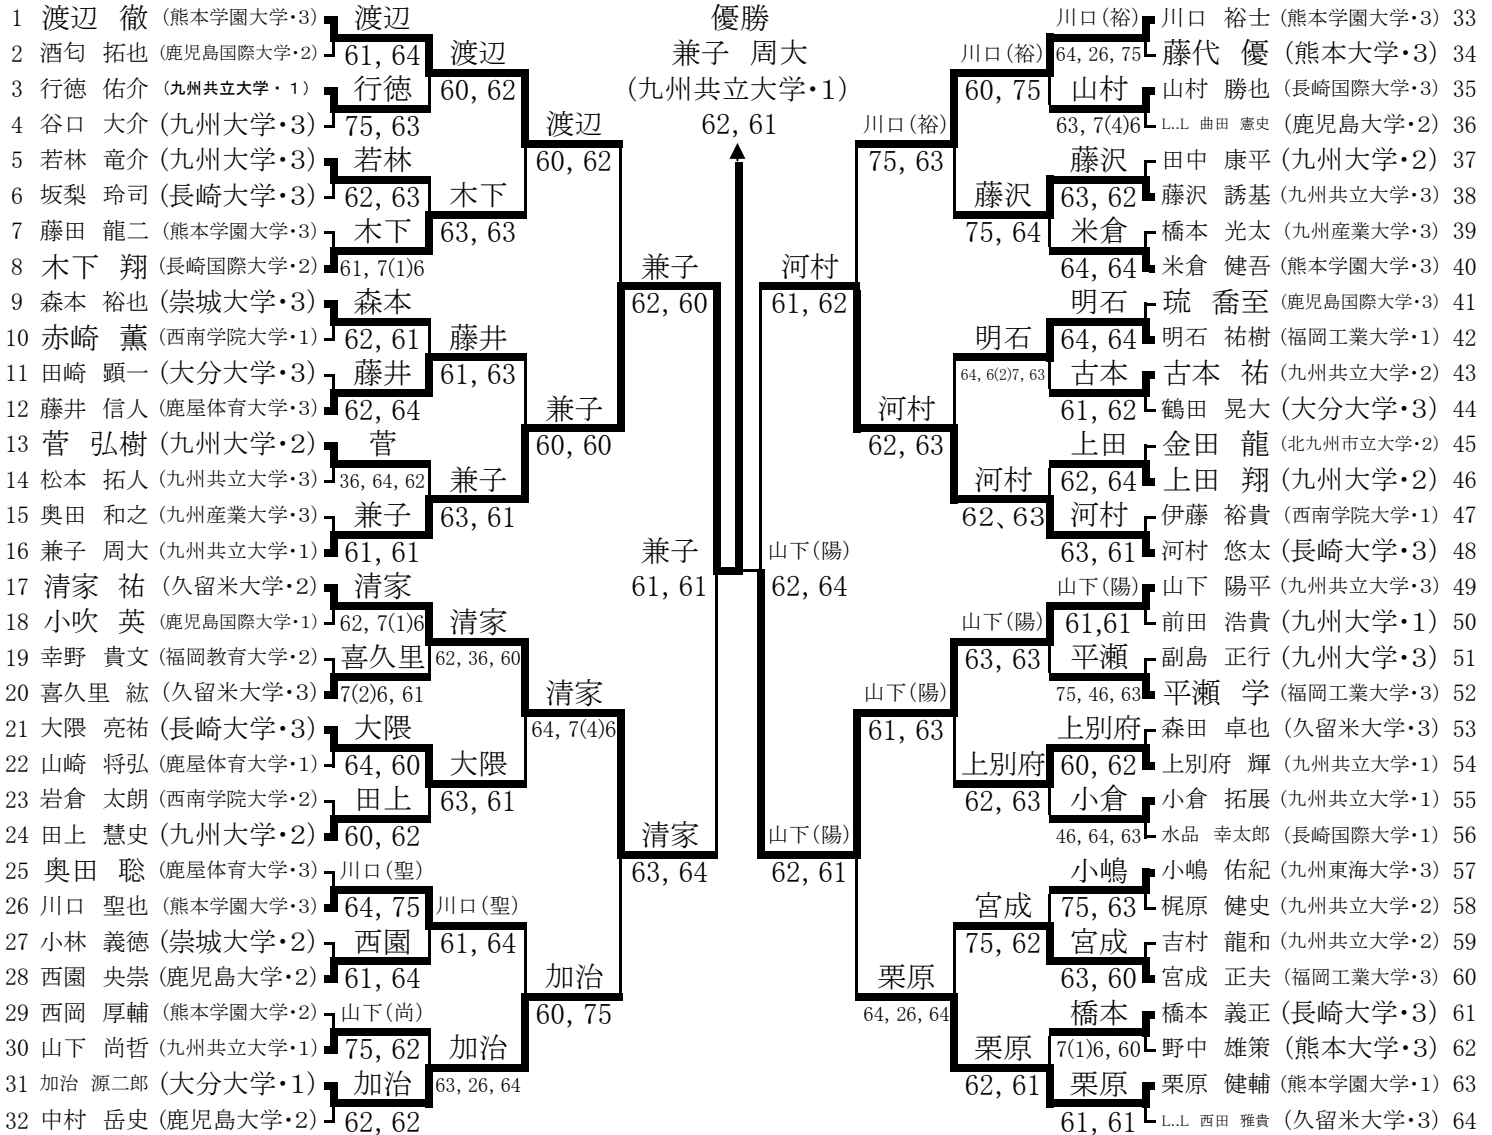 1 渡辺 徹 (熊本学園大学・3) 渡辺 優勝 川口(裕) 川口 裕士 (熊本学園大学・3) 33
2 酒匂 拓也 (鹿児島国際大学・2) 61, 64 渡辺 兼子 周大 川口(裕) 64, 26, 75 藤代 優 (熊本大学・3) 34
3 行徳 佑介 (九州共立大学・1) 行徳 60, 62 (九州共立大学・1) 60, 75 山村 山村 勝也 (長崎国際大学・3) 35
4 谷口 大介 (九州大学・3) 75, 63 渡辺 62, 61 川口(裕) 63, 7(4)6 L..L 曲田 憲史 (鹿児島大学・2) 36
5 若林 竜介 (九州大学・3) 若林 60, 62 75, 63 藤沢 田中 康平 (九州大学・2) 37
6 坂梨 玲司 (長崎大学・3) 62, 63 木下 藤沢 63, 62 藤沢 誘基 (九州共立大学・3) 38
7 藤田 龍二 (熊本学園大学・3) 木下 63, 63 75, 64 米倉 橋本 光太 (九州産業大学・3) 39
8 木下 翔 (長崎国際大学・2) 61, 7(1)6 兼子 河村 64, 64 米倉 健吾 (熊本学園大学・3) 40
9 森本 裕也 (崇城大学・3) 森本 62, 60 61, 62 明石 琉 喬至 (鹿児島国際大学・3) 41
10 赤崎 薫 (西南学院大学・1) 62, 61 藤井 明石 64, 64 明石 祐樹 (福岡工業大学・1) 42
11 田崎 顕一 (大分大学・3) 藤井 61, 63 64, 6(2)7, 63 古本 古本 祐 (九州共立大学・2) 43
12 藤井 信人 (鹿屋体育大学・3) 62, 64 兼子 河村 61, 62 鶴田 晃大 (大分大学・3) 44
13 菅 弘樹 (九州大学・2) 菅 60, 60 62, 63 上田 金田 龍 (北九州市立大学・2) 45
14 松本 拓人 (九州共立大学・3) 36, 64, 62 兼子 河村 62, 64 上田 翔 (九州大学・2) 46
15 奥田 和之 (九州産業大学・3) 兼子 63, 61 62、63 河村 伊藤 裕貴 (西南学院大学・1) 47
16 兼子 周大 (九州共立大学・1) 61, 61 兼子 山下(陽) 63, 61 河村 悠太 (長崎大学・3) 48
17 清家 祐 (久留米大学・2) 清家 61, 61 62, 64 山下(陽) 山下 陽平 (九州共立大学・3) 49
18 小吹 英 (鹿児島国際大学・1) 62, 7(1)6 清家 山下(陽) 61,61 前田 浩貴 (九州大学・1) 50
19 幸野 貴文 (福岡教育大学・2) 喜久里 62, 36, 60 63, 63 平瀬 副島 正行 (九州大学・3) 51
20 喜久里 紘 (久留米大学・3) 7(2)6, 61 清家 山下(陽) 75, 46, 63 平瀬 学 (福岡工業大学・3) 52
21 大隈 亮祐 (長崎大学・3) 大隈 64, 7(4)6 61, 63 上別府 森田 卓也 (久留米大学・3) 53
22 山崎 将弘 (鹿屋体育大学・1) 64, 60 大隈 上別府 60, 62 上別府 輝 (九州共立大学・1) 54
23 岩倉 太朗 (西南学院大学・2) 田上 63, 61 62, 63 小倉 小倉 拓展 (九州共立大学・1) 55
24 田上 慧史 (九州大学・2) 60, 62 清家 山下(陽) 46, 64, 63 水品 幸太郎 (長崎国際大学・1) 56
25 奥田 聡 (鹿屋体育大学・3) 川口(聖) 63, 64 62, 61 小嶋 小嶋 佑紀 (九州東海大学・3) 57
26 川口 聖也 (熊本学園大学・3) 64, 75 川口(聖) 宮成 75, 63 梶原 健史 (九州共立大学・2) 58
27 小林 義徳 (崇城大学・2) 西園 61, 64 75, 62 宮成 吉村 龍和 (九州共立大学・2) 59
28 西園 央崇 (鹿児島大学・2) 61, 64 加治 栗原 63, 60 宮成 正夫 (福岡工業大学・3) 60
29 西岡 厚輔 (熊本学園大学・2) 山下(尚) 60, 75 64, 26, 64 橋本 橋本 義正 (長崎大学・3) 61
30 山下 尚哲 (九州共立大学・1) 75, 62 加治 栗原 7(1)6, 60 野中 雄策 (熊本大学・3) 62
31 加治 源二郎 (大分大学・1) 加治 63, 26, 64 62, 61 栗原 栗原 健輔 (熊本学園大学・1) 63
32 中村 岳史 (鹿児島大学・2) 62, 62 61, 61 L..L 西田 雅貴 (久留米大学・3) 64